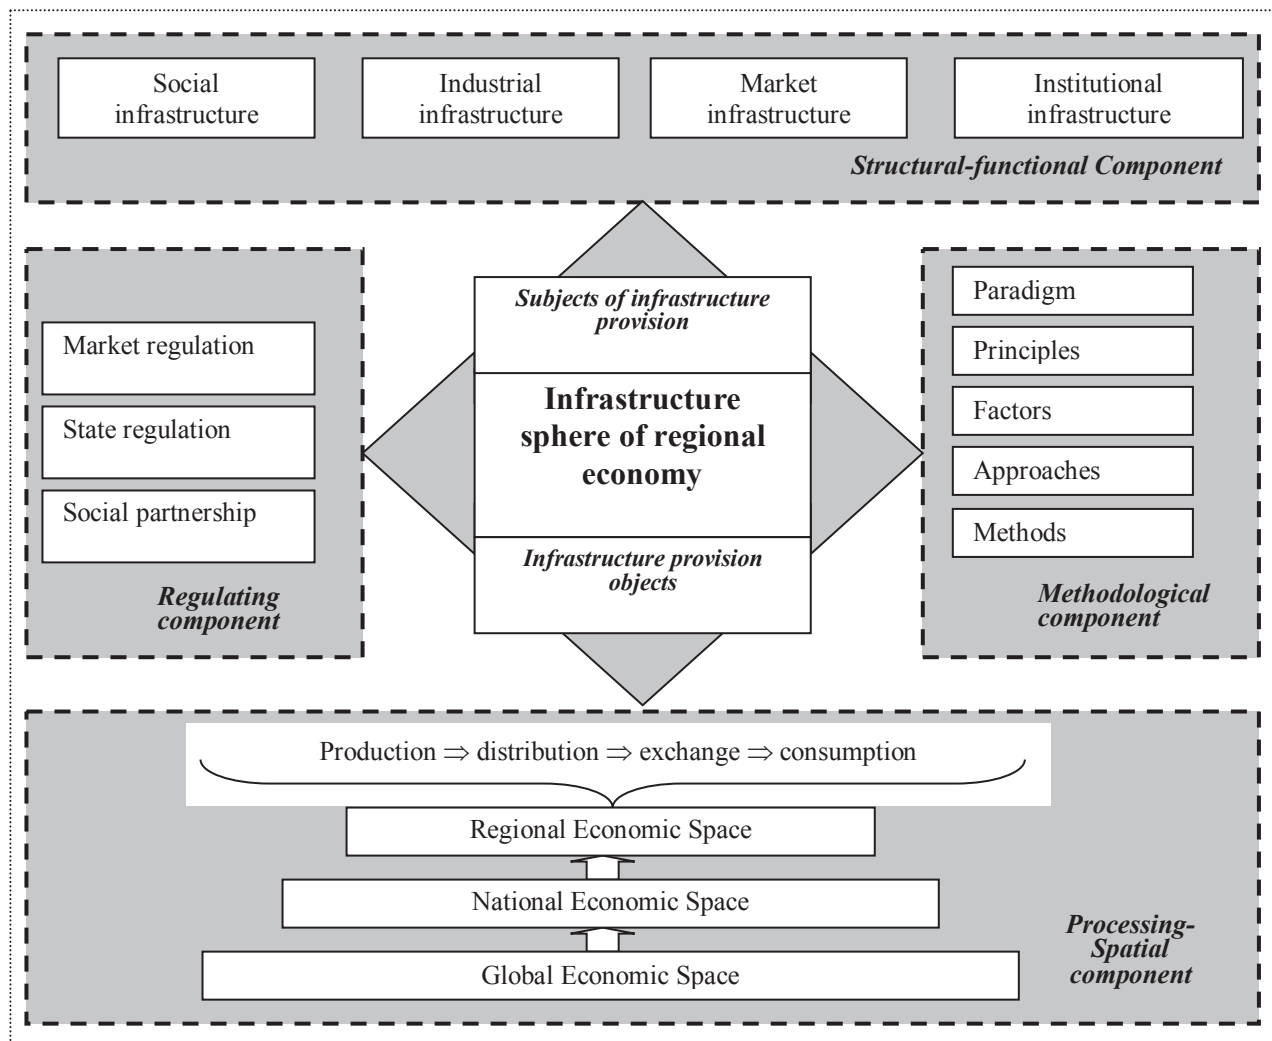 Social
infrastructure
Industrial
infrastructure
Market
infrastructure
Institutional
infrastructure
Structural-functional Component
Market regulation
State regulation
Social partnership
Regulating
component
Subjects of infrastructure
provision
Infrastructure
sphere of regional
economy
Infrastructure provision
objects
Paradigm
Principles
Factors
Approaches
Methods
Methodological
component
Production ⇒ distribution ⇒ exchange ⇒ consumption
Regional Economic Space
National Economic Space
Global Economic Space
Processing-
Spatial
component